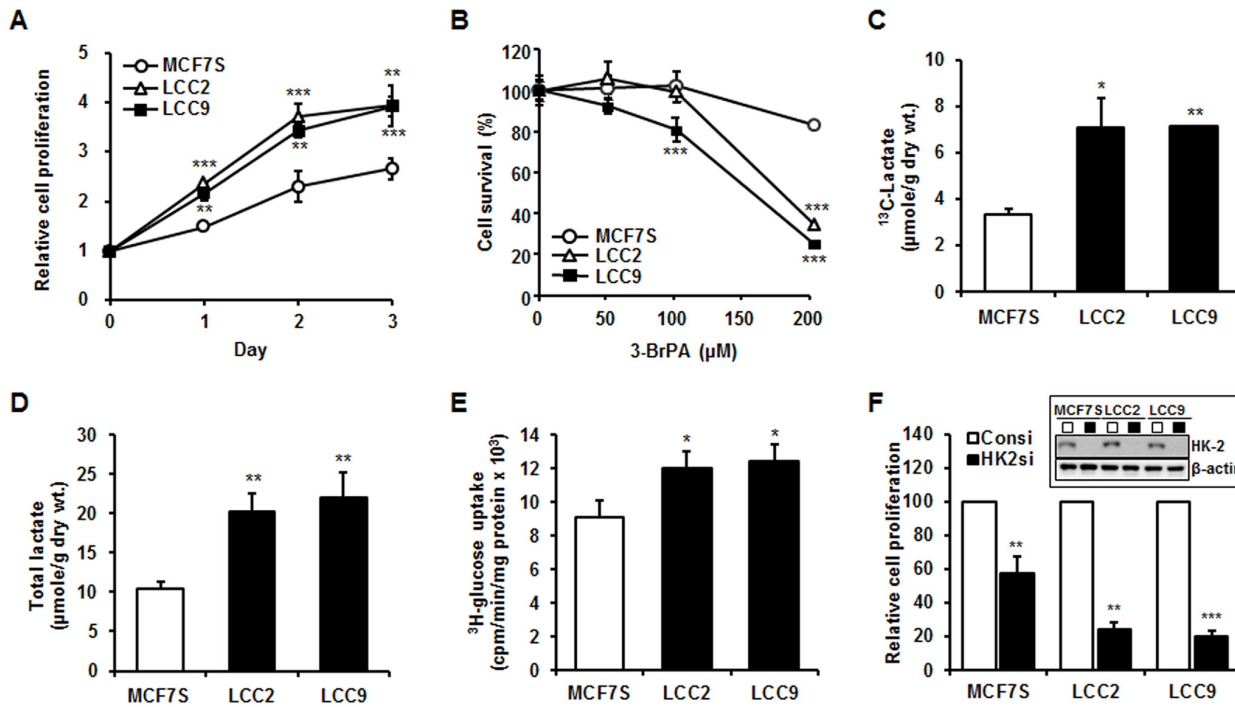 A
Relative cell proliferation
5
4
3
2
1
0
MCF7S
LCC2
LCC9
***
**
***
**
**
***
0 1 2 3
Day
B
Cell survival (%)
120
100
80
60
40
20
0
MCF7S
LCC2
LCC9
***
***
***
0 50 100 150 200
3-BrPA (µM)
C
¹³C-Lactate
(µmole/g dry wt.)
10
8
6
4
2
0
*
**
MCF7S LCC2 LCC9
D
Total lactate
(µmole/g dry wt.)
30
25
20
15
10
5
0
**
**
MCF7S LCC2 LCC9
E
³H-glucose uptake
(cpm/min/mg protein x 10³)
16
14
12
10
8
6
4
2
0
*
*
MCF7S LCC2 LCC9
F
Relative cell proliferation
140
120
100
80
60
40
20
0
Consi
HK2si
MCF7S LCC2 LCC9
HK-2
β-actin
**
**
***
MCF7S LCC2 LCC9